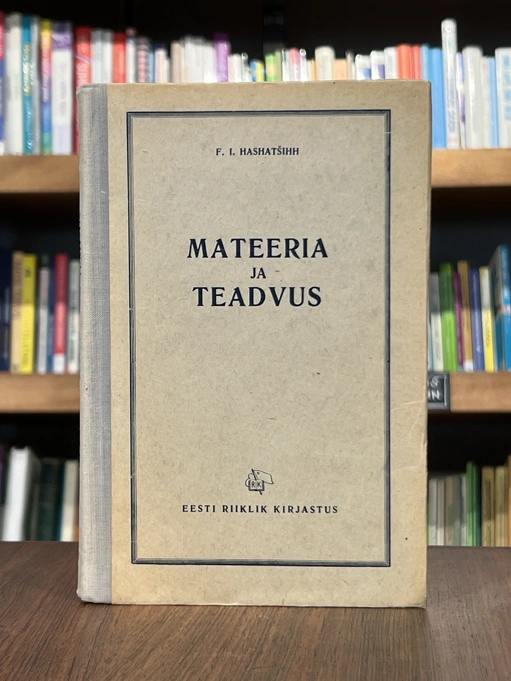 F. I. HASHATŠIHH
MATEERIA
JA
TEADVUS
EESTI RIIKLIK KIRJASTUS